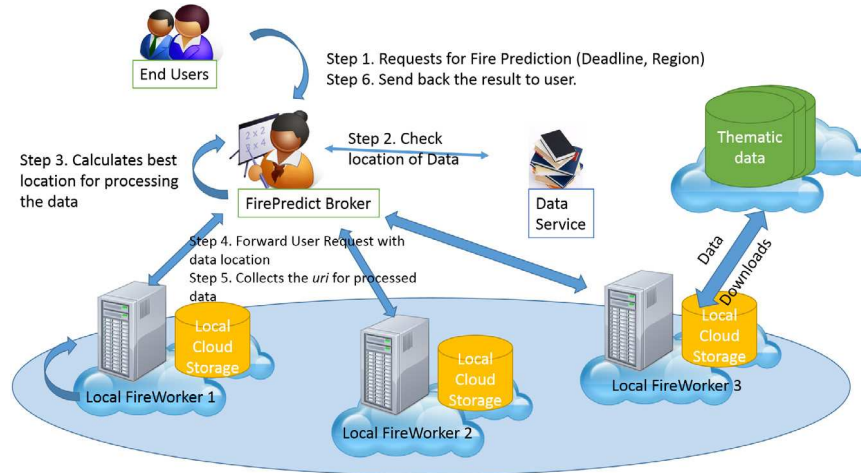 Step 1. Requests for Fire Prediction (Deadline, Region)
Step 6. Send back the result to user.
End Users
Step 2. Check
location of Data
Thematic
data
Step 3. Calculates best
location for processing
the data
2 x 2
FirePredict Broker
Data
Service
Step 4. Forward User Request with
data location
Step 5. Collects the uri for processed
data
Data
Downloads
Local
Cloud
Storage
Local FireWorker 1
Local
Cloud
Storage
Local FireWorker 2
Local
Cloud
Storage
Local FireWorker 3